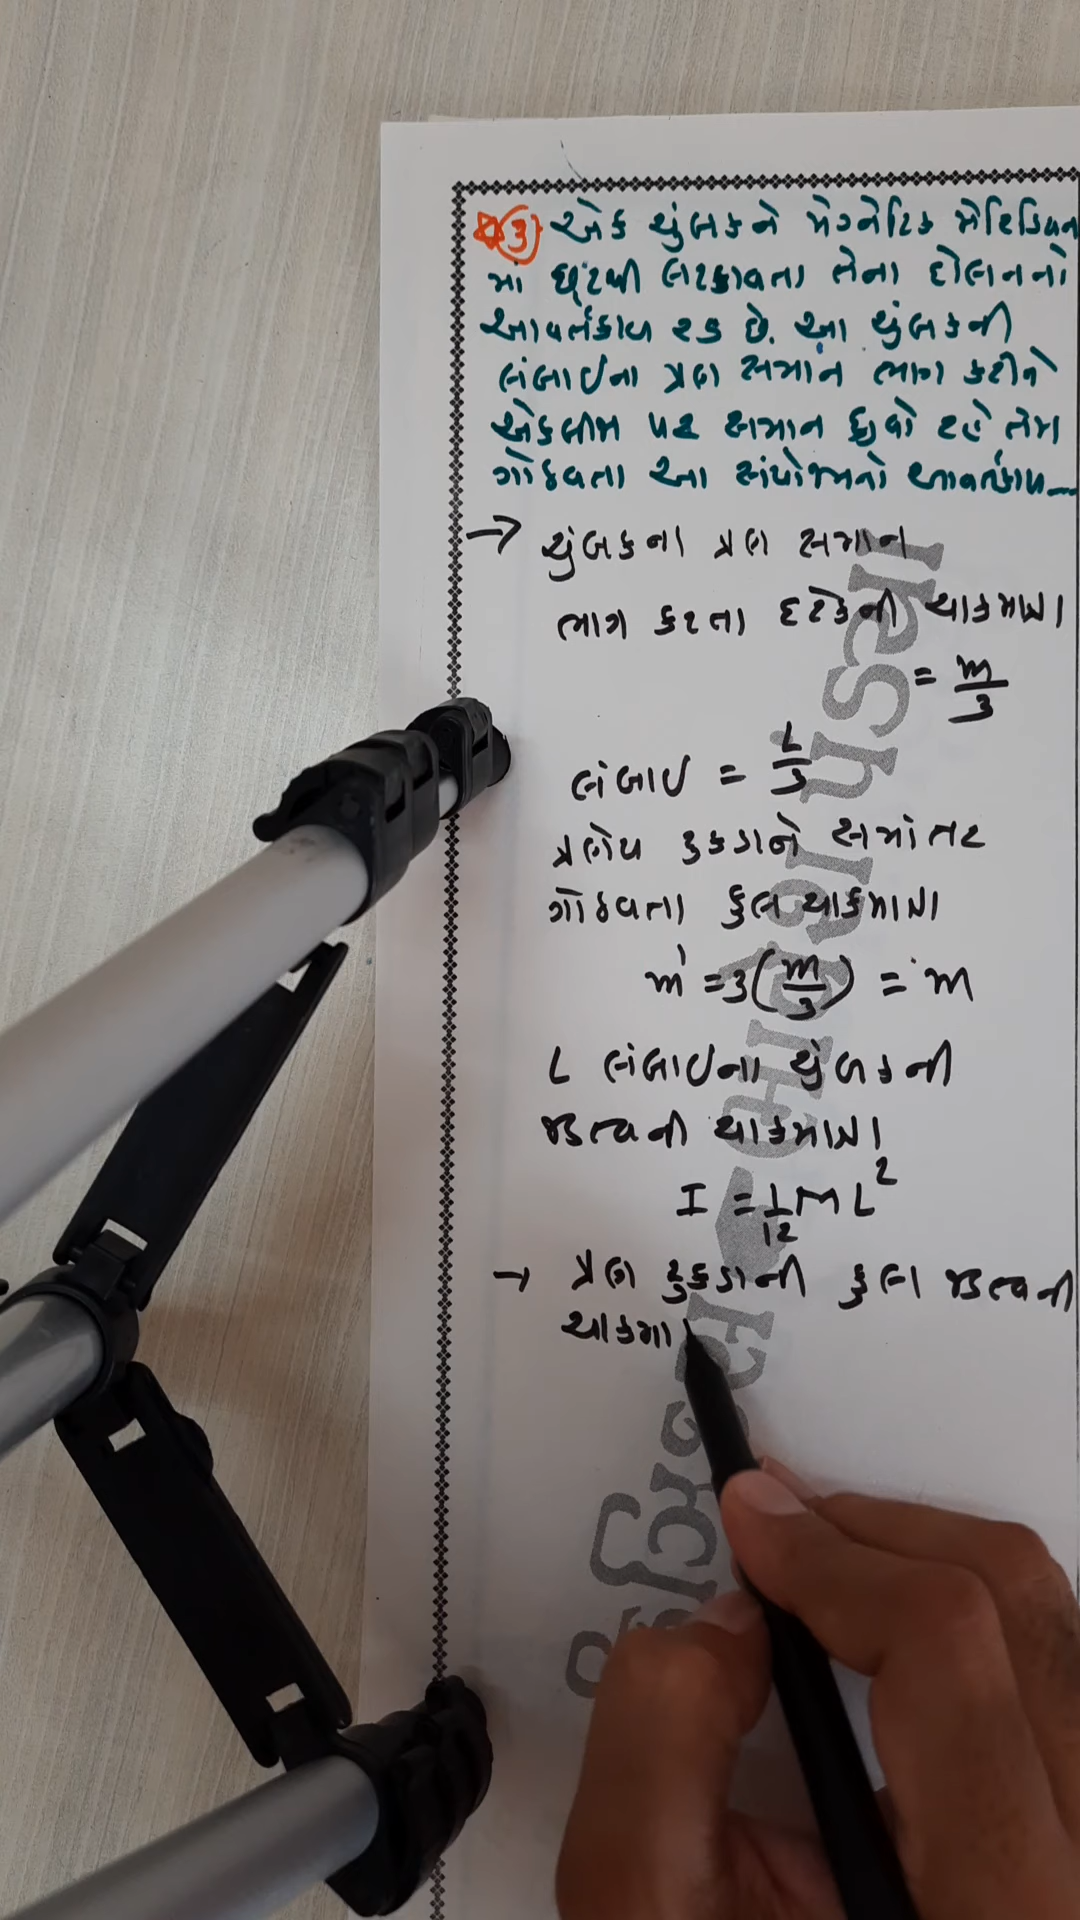 (3) એક ચુંબકને મેગ્નેટિક મેરિડિયન
માં છૂટથી લટકાવતા તેના દોલનનો
આવર્તકાળ 2s છે. આ ચુંબકની
લંબાઈના ત્રણ સમાન ભાગ કરીને
એકબીજા પર સમાન ધ્રુવો રહે તેમ
ગોઠવતા આ સંયોજનનો આવર્તકાળ__
→ ચુંબકના ત્રણ સમાન
ભાગ કરતા દરેકની ચાકમાત્રા
= m/3
લંબાઈ = L/3
ત્રણેય ટુકડાને સમાંતર
ગોઠવતા કુલ ચાકમાત્રા
m' = 3(m/3) = m
L લંબાઈના ચુંબકની
જડત્વની ચાકમાત્રા
I = 1/12 ML²
→ ત્રણ ટુકડાની કુલ જડત્વની
ચાકમા